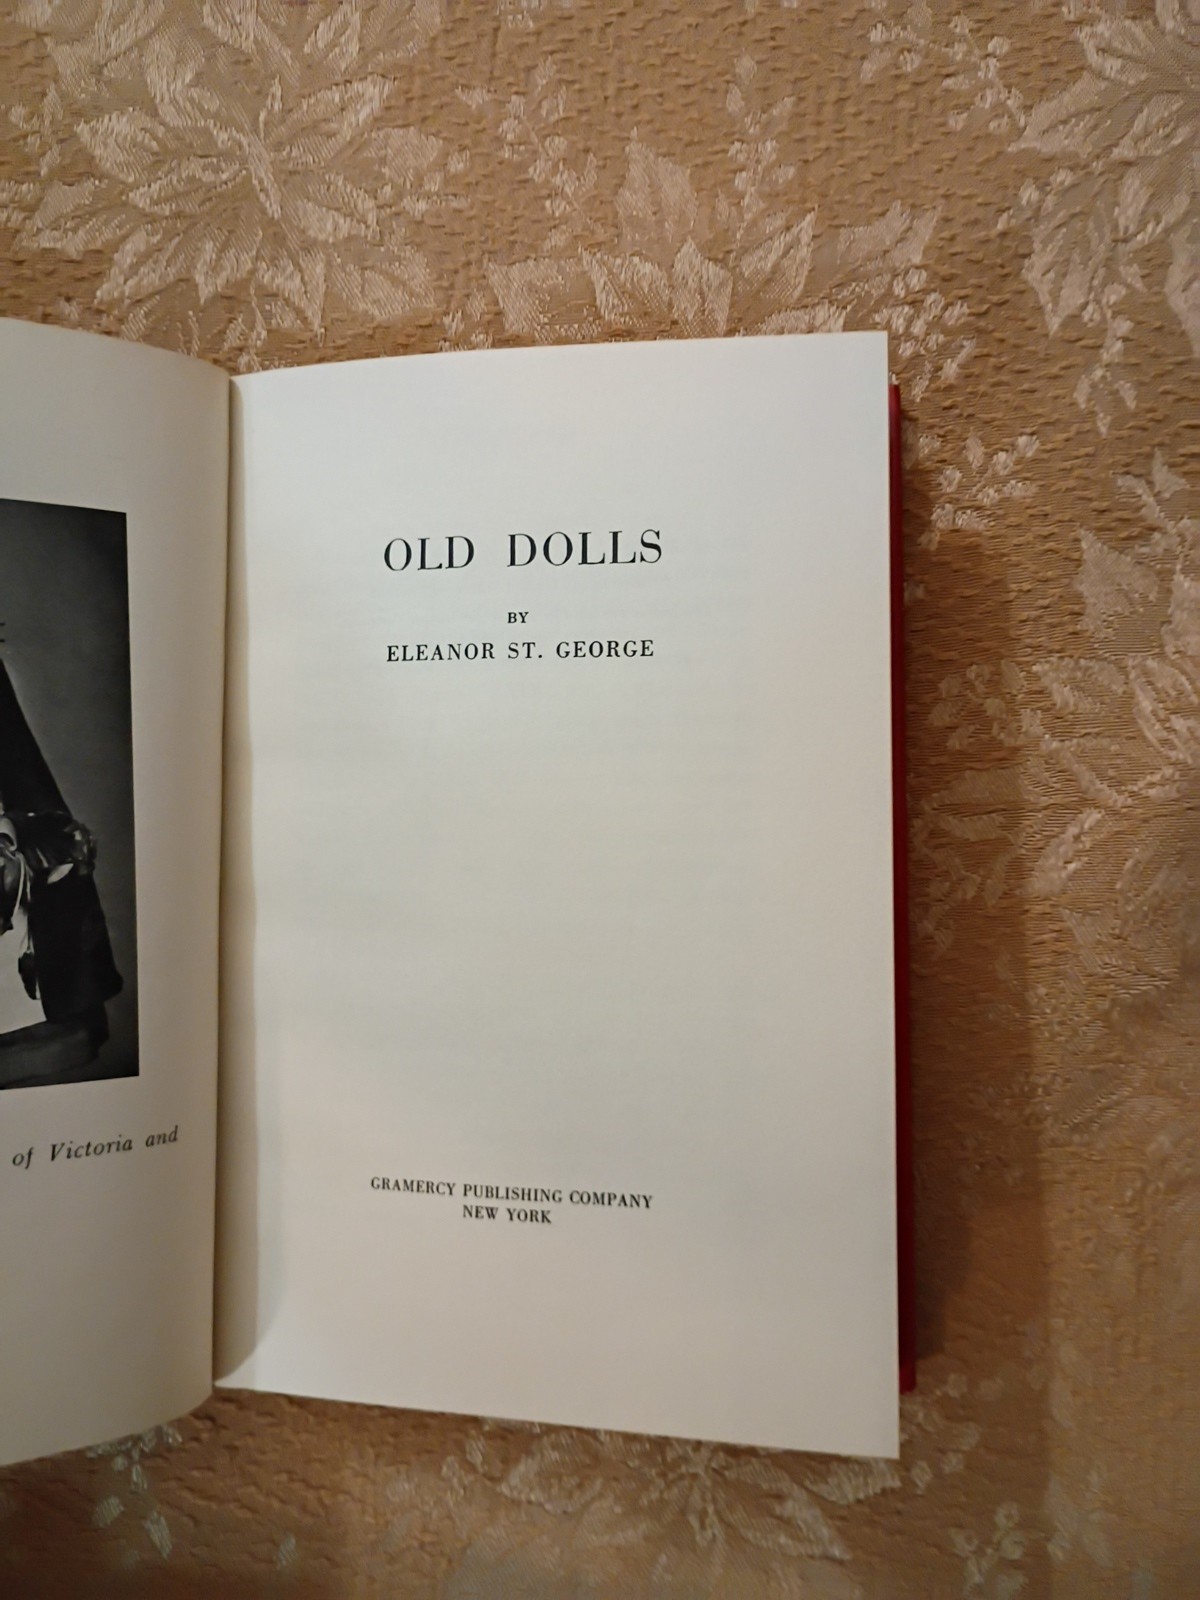 of Victoria and
OLD DOLLS
BY
ELEANOR ST. GEORGE
GRAMERCY PUBLISHING COMPANY
NEW YORK